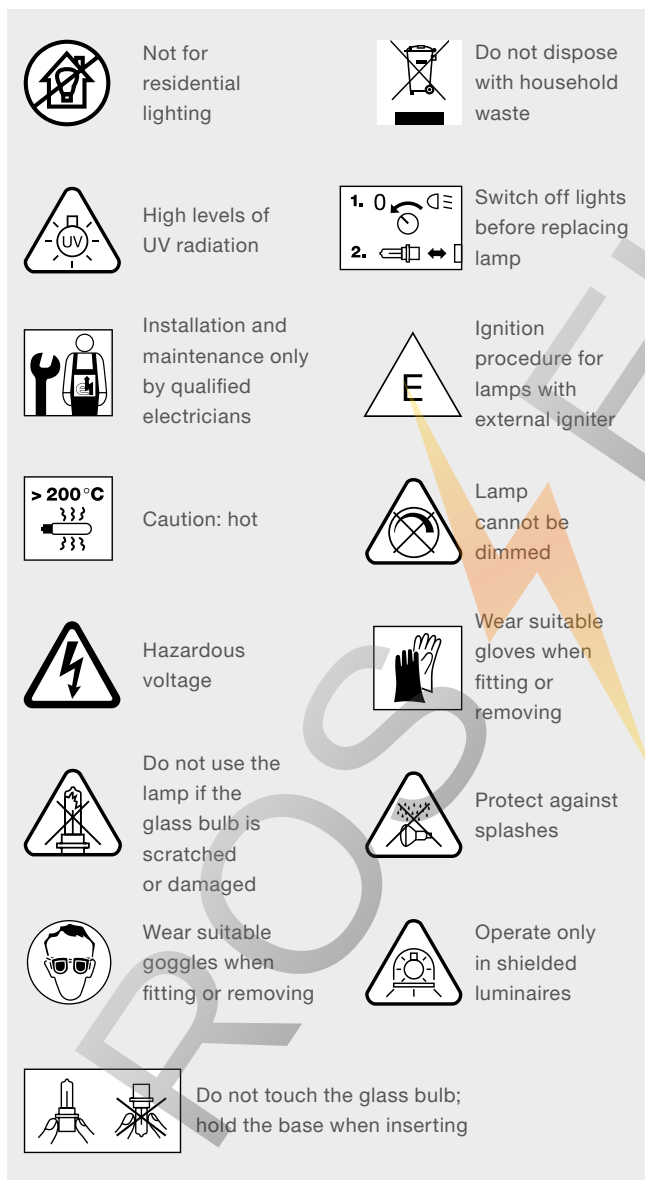 Not for
residential
lighting
Do not dispose
with household
waste
UV
High levels of
UV radiation
1. 0
2.
Switch off lights
before replacing
lamp
Installation and
maintenance only
by qualified
electricians
E
Ignition
procedure for
lamps with
external igniter
> 200 °C
Caution: hot
Lamp
cannot be
dimmed
Hazardous
voltage
Wear suitable
gloves when
fitting or
removing
Do not use the
lamp if the
glass bulb is
scratched
or damaged
Protect against
splashes
Wear suitable
goggles when
fitting or removing
Operate only
in shielded
luminaires
Do not touch the glass bulb;
hold the base when inserting
ROS